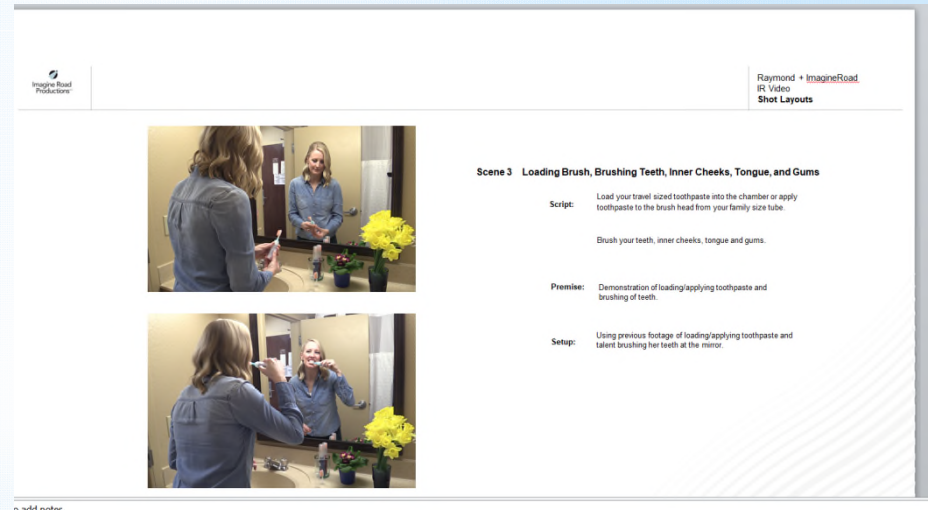 Imagine Road
Productions
Raymond + ImagineRoad
IR Video
Shot Layouts
Scene 3 Loading Brush, Brushing Teeth, Inner Cheeks, Tongue, and Gums
Script: Load your travel sized toothpaste into the chamber or apply
toothpaste to the brush head from your family size tube.
Brush your teeth, inner cheeks, tongue and gums.
Premise: Demonstration of loading/applying toothpaste and
brushing of teeth.
Setup: Using previous footage of loading/applying toothpaste and
talent brushing her teeth at the mirror.
add notes